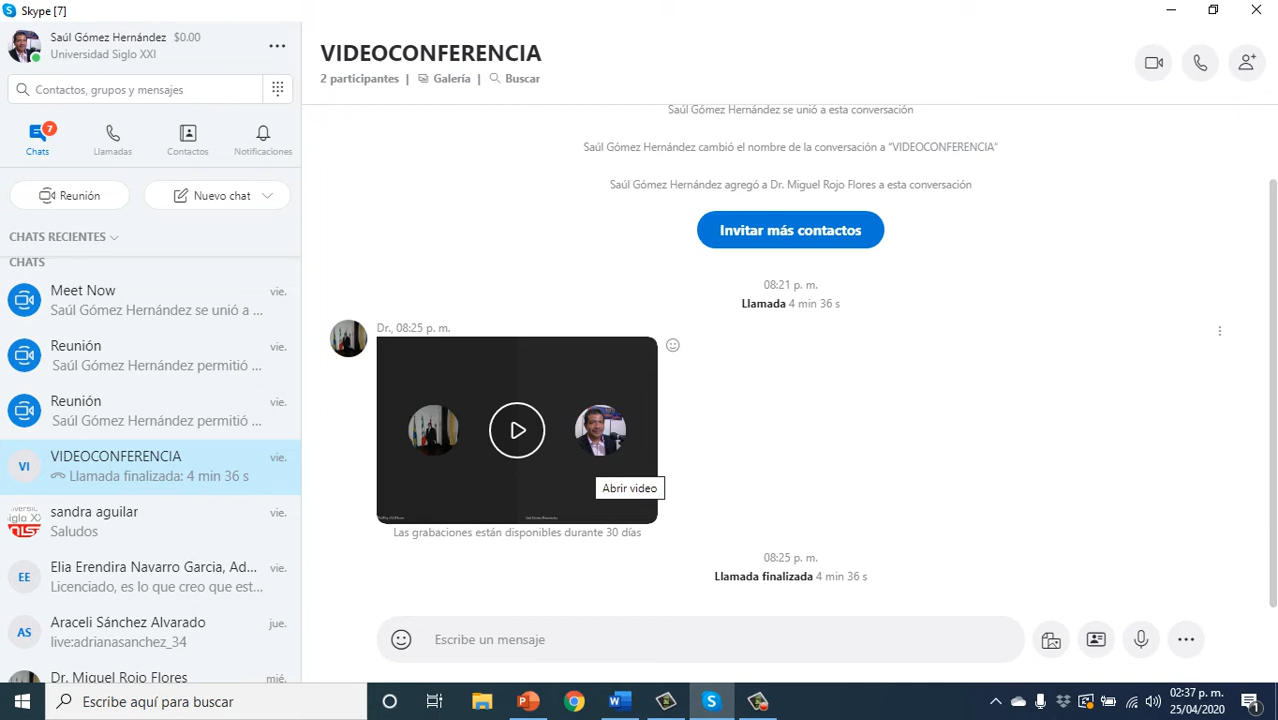 Skype [7]
Saúl Gómez Hernández $0.00
Universidad Siglo XXI
Contactos, grupos y mensajes
7
Chats
Llamadas
Contactos
Notificaciones
Reunión
Nuevo chat
CHATS RECIENTES
CHATS
Meet Now
vie.
Saúl Gómez Hernández se unió a ...
Reunión
vie.
Saúl Gómez Hernández permitió ...
Reunión
vie.
Saúl Gómez Hernández permitió ...
VI
VIDEOCONFERENCIA
vie.
Llamada finalizada: 4 min 36 s
sandra aguilar
vie.
Saludos
EE
Elia Erendira Navarro Garcia, Ad...
vie.
Licenciado, es lo que creo que est...
AS
Araceli Sánchez Alvarado
jue.
live:adrianasanchez_34
Dr. Miguel Rojo Flores
mié.
VIDEOCONFERENCIA
2 participantes | Galería | Buscar
Saúl Gómez Hernández se unió a esta conversación
Saúl Gómez Hernández cambió el nombre de la conversación a "VIDEOCONFERENCIA"
Saúl Gómez Hernández agregó a Dr. Miguel Rojo Flores a esta conversación
Invitar más contactos
08:21 p. m.
Llamada 4 min 36 s
Dr., 08:25 p. m.
Abrir video
Las grabaciones están disponibles durante 30 días
08:25 p. m.
Llamada finalizada 4 min 36 s
Escribe un mensaje
Escribe aquí para buscar
02:37 p. m.
25/04/2020
1